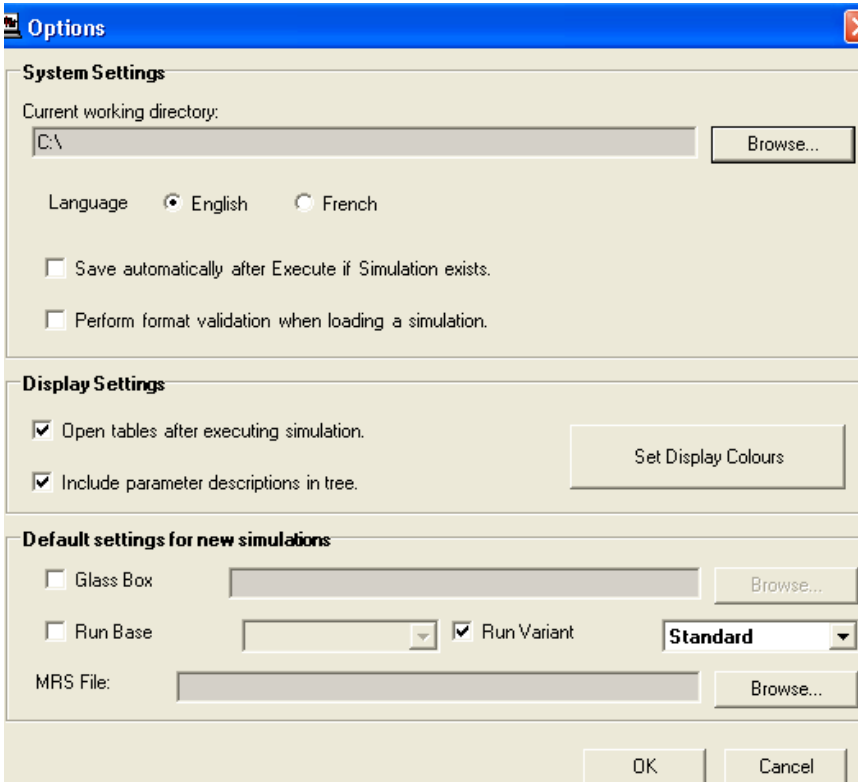 Options
System Settings
Current working directory:
C:\ Browse...
Language English French
Save automatically after Execute if Simulation exists.
Perform format validation when loading a simulation.
Display Settings
Open tables after executing simulation.
Set Display Colours
Include parameter descriptions in tree.
Default settings for new simulations
Glass Box Browse...
Run Base Run Variant Standard
MRS File: Browse...
OK Cancel